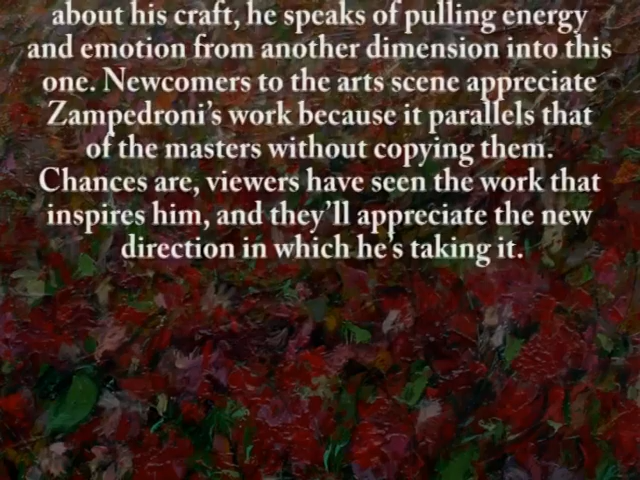 about his craft, he speaks of pulling energy
and emotion from another dimension into this
one. Newcomers to the arts scene appreciate
Zampedroni's work because it parallels that
of the masters without copying them.
Chances are, viewers have seen the work that
inspires him, and they'll appreciate the new
direction in which he's taking it.